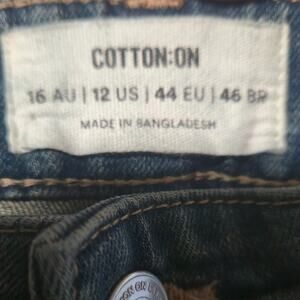 COTTON:ON
16 AU | 12 US | 44 EU | 46 BR
MADE IN BANGLADESH